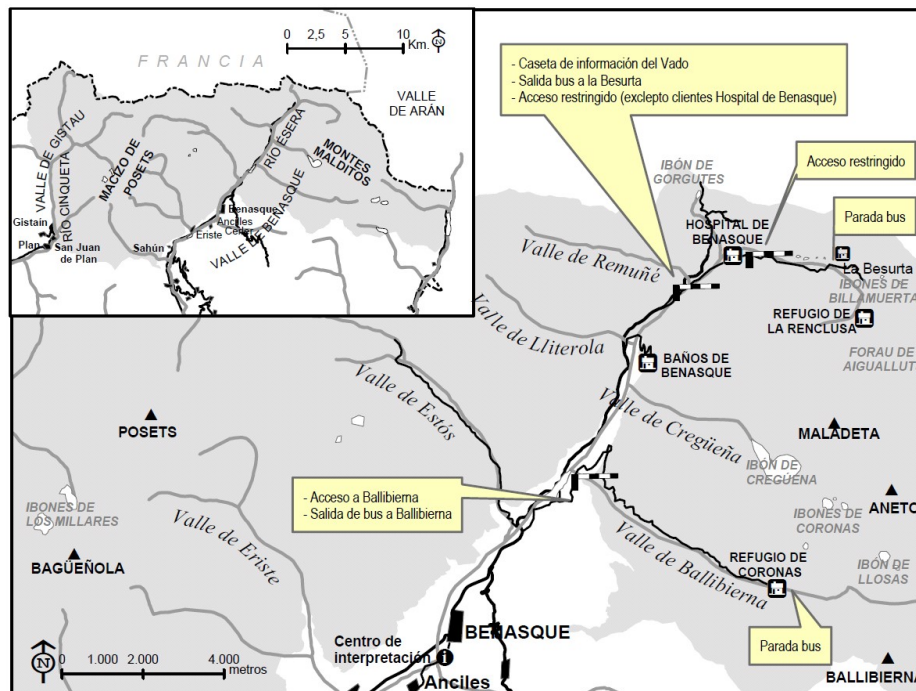 FRANCIA
0 2,5 5 10
Km.
N
VALLE
DE ARÁN
VALLE DE GISTAU
RÍO CINQUETA
MACIZO DE
POSETS
RÍO ÉSERA
MONTES
MALDITOS
VALLE DE BENASQUE
Gistain
Plan
San Juan
de Plan
Sahún
Eriste
Benasque
Anciles
Cerler
- Caseta de información del Vado
- Salida bus a la Besurta
- Acceso restringido (excepto clientes Hospital de Benasque)
IBÓN DE
GORGUTES
Acceso restringido
Parada bus
HOSPITAL DE
BENASQUE
La Besurta
IBONES DE
BILLAMUERTA
REFUGIO DE
LA RENCLUSA
FORAU DE
AIGUALLUT
Valle de Remuñé
Valle de Lliterola
BAÑOS DE
BENASQUE
Valle de Estós
Valle de Cregüeña
POSETS
MALADETA
IBÓN DE
CREGÜEÑA
- Acceso a Ballibierna
- Salida de bus a Ballibierna
IBONES DE
LOS MILLARES
IBONES DE
CORONAS
ANETO
Valle de Eriste
BAGÜEÑOLA
Valle de Ballibierna
REFUGIO DE
CORONAS
IBÓN DE
LLOSAS
BENASQUE
Centro de
interpretación
i
Anciles
Parada bus
BALLIBIERNA
N
0 1.000 2.000 4.000
metros